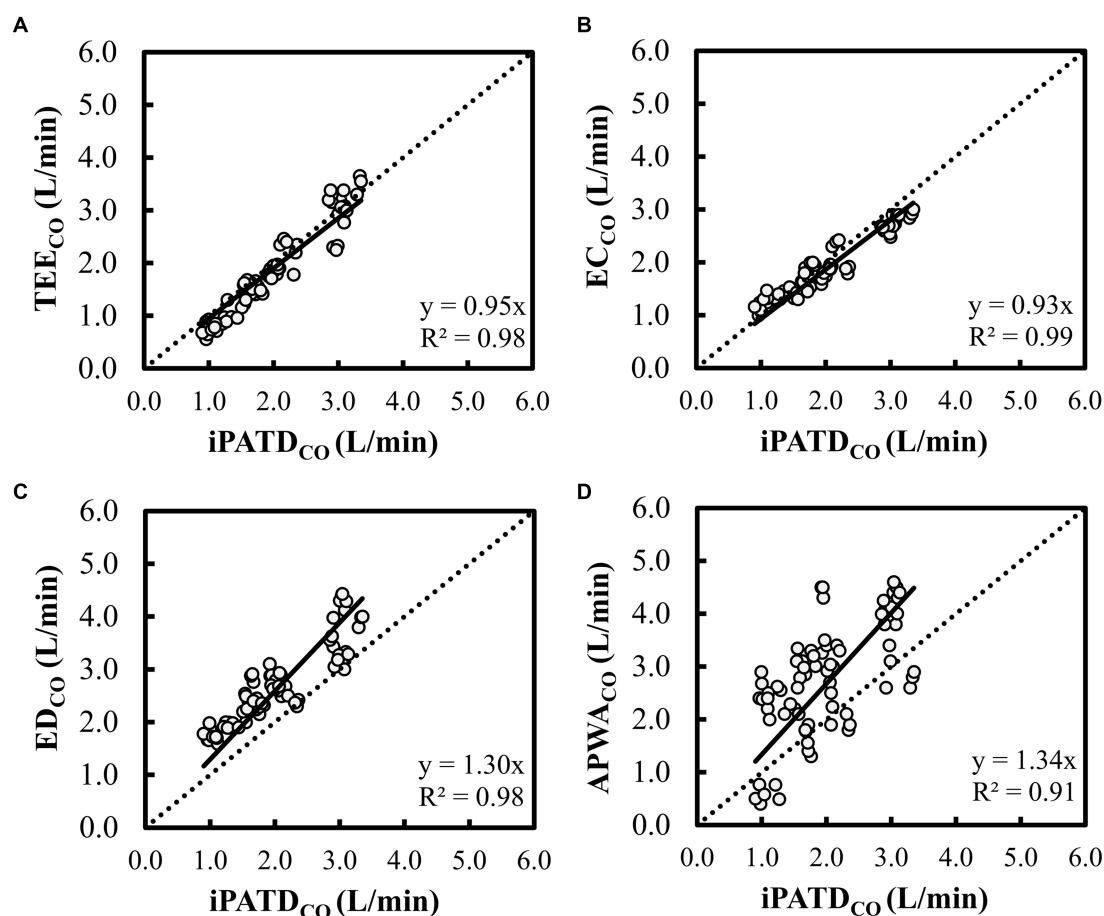 A
TEE_CO (L/min)
6.0
5.0
4.0
3.0
2.0
1.0
0.0
y = 0.95x
R² = 0.98
0.0 1.0 2.0 3.0 4.0 5.0 6.0
iPATD_CO (L/min)
B
EC_CO (L/min)
6.0
5.0
4.0
3.0
2.0
1.0
0.0
y = 0.93x
R² = 0.99
0.0 1.0 2.0 3.0 4.0 5.0 6.0
iPATD_CO (L/min)
C
ED_CO (L/min)
6.0
5.0
4.0
3.0
2.0
1.0
0.0
y = 1.30x
R² = 0.98
0.0 1.0 2.0 3.0 4.0 5.0 6.0
iPATD_CO (L/min)
D
APWA_CO (L/min)
6.0
5.0
4.0
3.0
2.0
1.0
0.0
y = 1.34x
R² = 0.91
0.0 1.0 2.0 3.0 4.0 5.0 6.0
iPATD_CO (L/min)